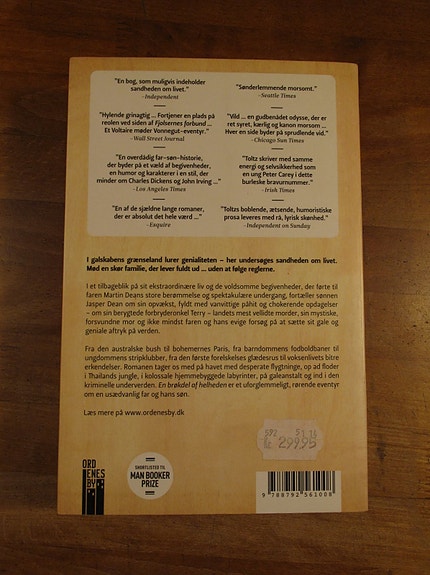 "En bog, som muligvis indeholder
sandheden om livet."
–Independent
"Hylende grinagtig ... Fortjener en plads på
reolen ved siden af Fjolsernes forbund ...
Et Voltaire møder Vonnegut-eventyr."
–Wall Street Journal
"En overdådig far-søn-historie,
der byder på et væld af begivenheder,
en humor og karakterer i en stil, der
minder om Charles Dickens og John Irving ..."
–Los Angeles Times
"En af de sjældne lange romaner,
der er absolut det hele værd ..."
–Esquire
"Sønderlemmende morsomt."
–Seattle Times
"Vild ... en gudbenådet odysse, der er
ret syret, kærlig og kanon morsom ...
Hver en side byder på sprudlende vid."
–Chicago Sun Times
"Toltz skriver med samme
energi og selvsikkerhed som
en ung Peter Carey i dette
burleske bravurnummer."
–Irish Times
"Toltz boblende, ætsende, humoristiske
prosa leveres med rå, lyrisk skønhed."
–Independent on Sunday
I galskabens grænseland lurer genialiteten – her undersøges sandheden om livet.
Mød en skør familie, der lever fuldt ud ... uden at følge reglerne.
I et tilbageblik på sit ekstraordinære liv og de voldsomme begivenheder, der førte til
faren Martin Deans store berømmelse og spektakulære undergang, fortæller sønnen
Jasper Dean om sin opvækst, fyldt med vanvittige påhit og chokerende opdagelser
– om sin berygtede forbryderonkel Terry – landets mest vellidte morder, sin mystiske,
forsvundne mor og ikke mindst faren og hans evige forsøg på at sætte sit gale og
geniale aftryk på verden.
Fra den australske bush til bohemernes Paris, fra barndommens fodboldbaner til
ungdommens stripklubber, fra den første forelskelses glædesrus til voksenlivets bitre
erkendelser. Romanen tager os med på havet med desperate flygtninge, op ad floder
i Thailands jungle, i kolossale hjemmebyggede labyrinter, på galeanstalt og ind i den
kriminelle underverden. En brøkdel af helheden er et uforglemmeligt, rørende eventyr
om en usædvanlig far og hans søn.
Læs mere på www.ordenesby.dk
592 51 16
299,95
ORD
ENES
BY
SHORTLISTED TIL
MAN BOOKER
PRIZE
9 788792 561008